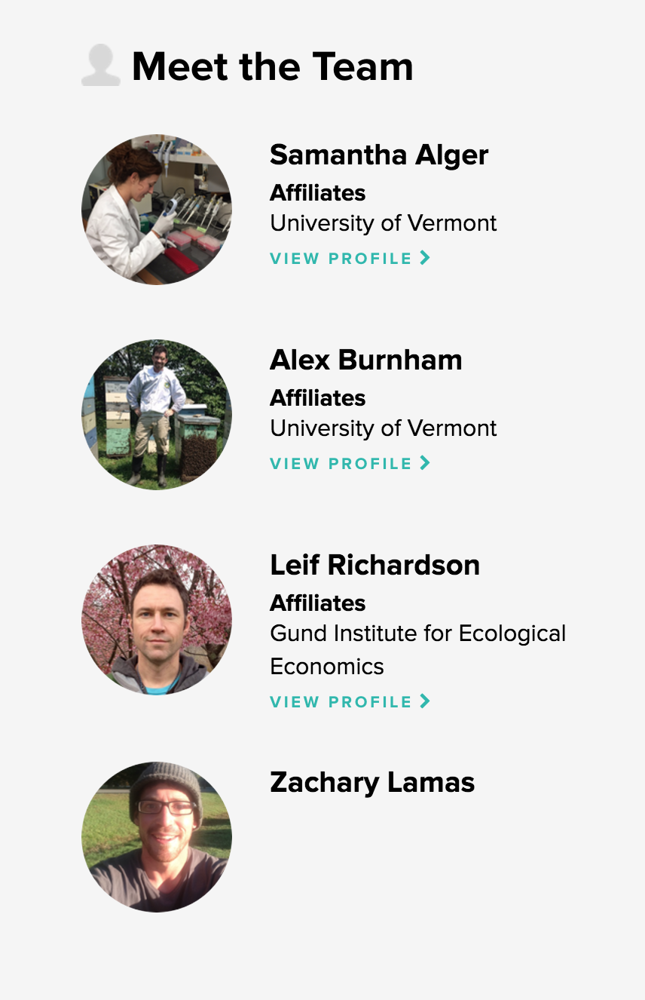 Meet the Team
Samantha Alger
Affiliates
University of Vermont
VIEW PROFILE
Alex Burnham
Affiliates
University of Vermont
VIEW PROFILE
Leif Richardson
Affiliates
Gund Institute for Ecological
Economics
VIEW PROFILE
Zachary Lamas